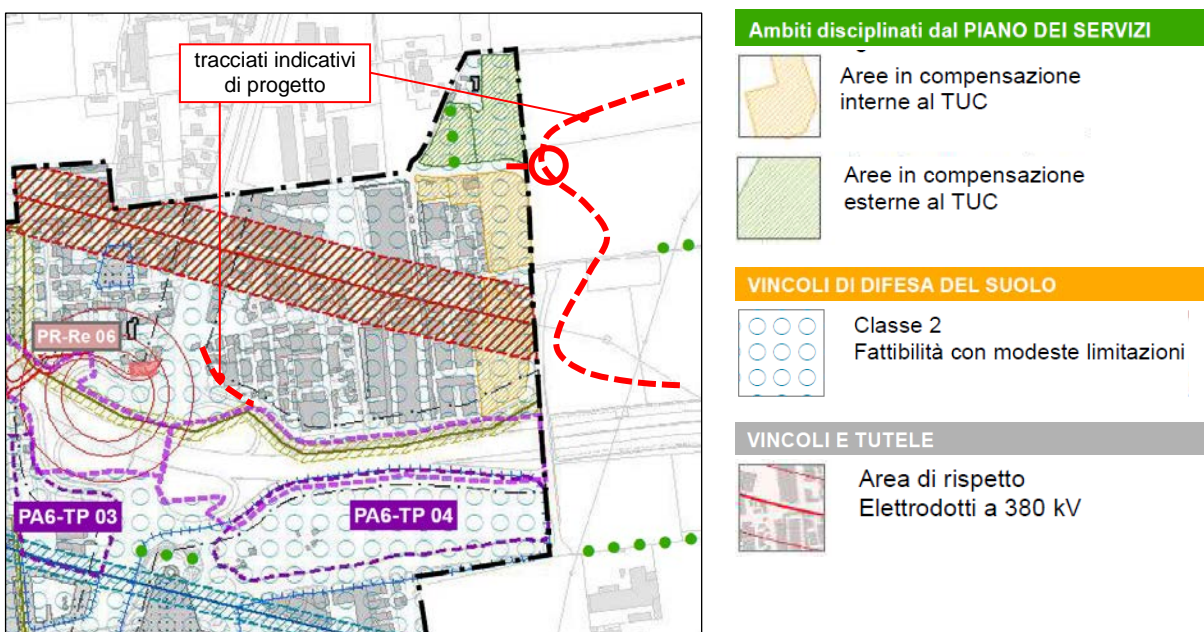 tracciati indicativi
di progetto
PR-Re 06
PA6-TP 03
PA6-TP 04
Ambiti disciplinati dal PIANO DEI SERVIZI
Aree in compensazione
interne al TUC
Aree in compensazione
esterne al TUC
VINCOLI DI DIFESA DEL SUOLO
Classe 2
Fattibilità con modeste limitazioni
VINCOLI E TUTELE
Area di rispetto
Elettrodotti a 380 kV